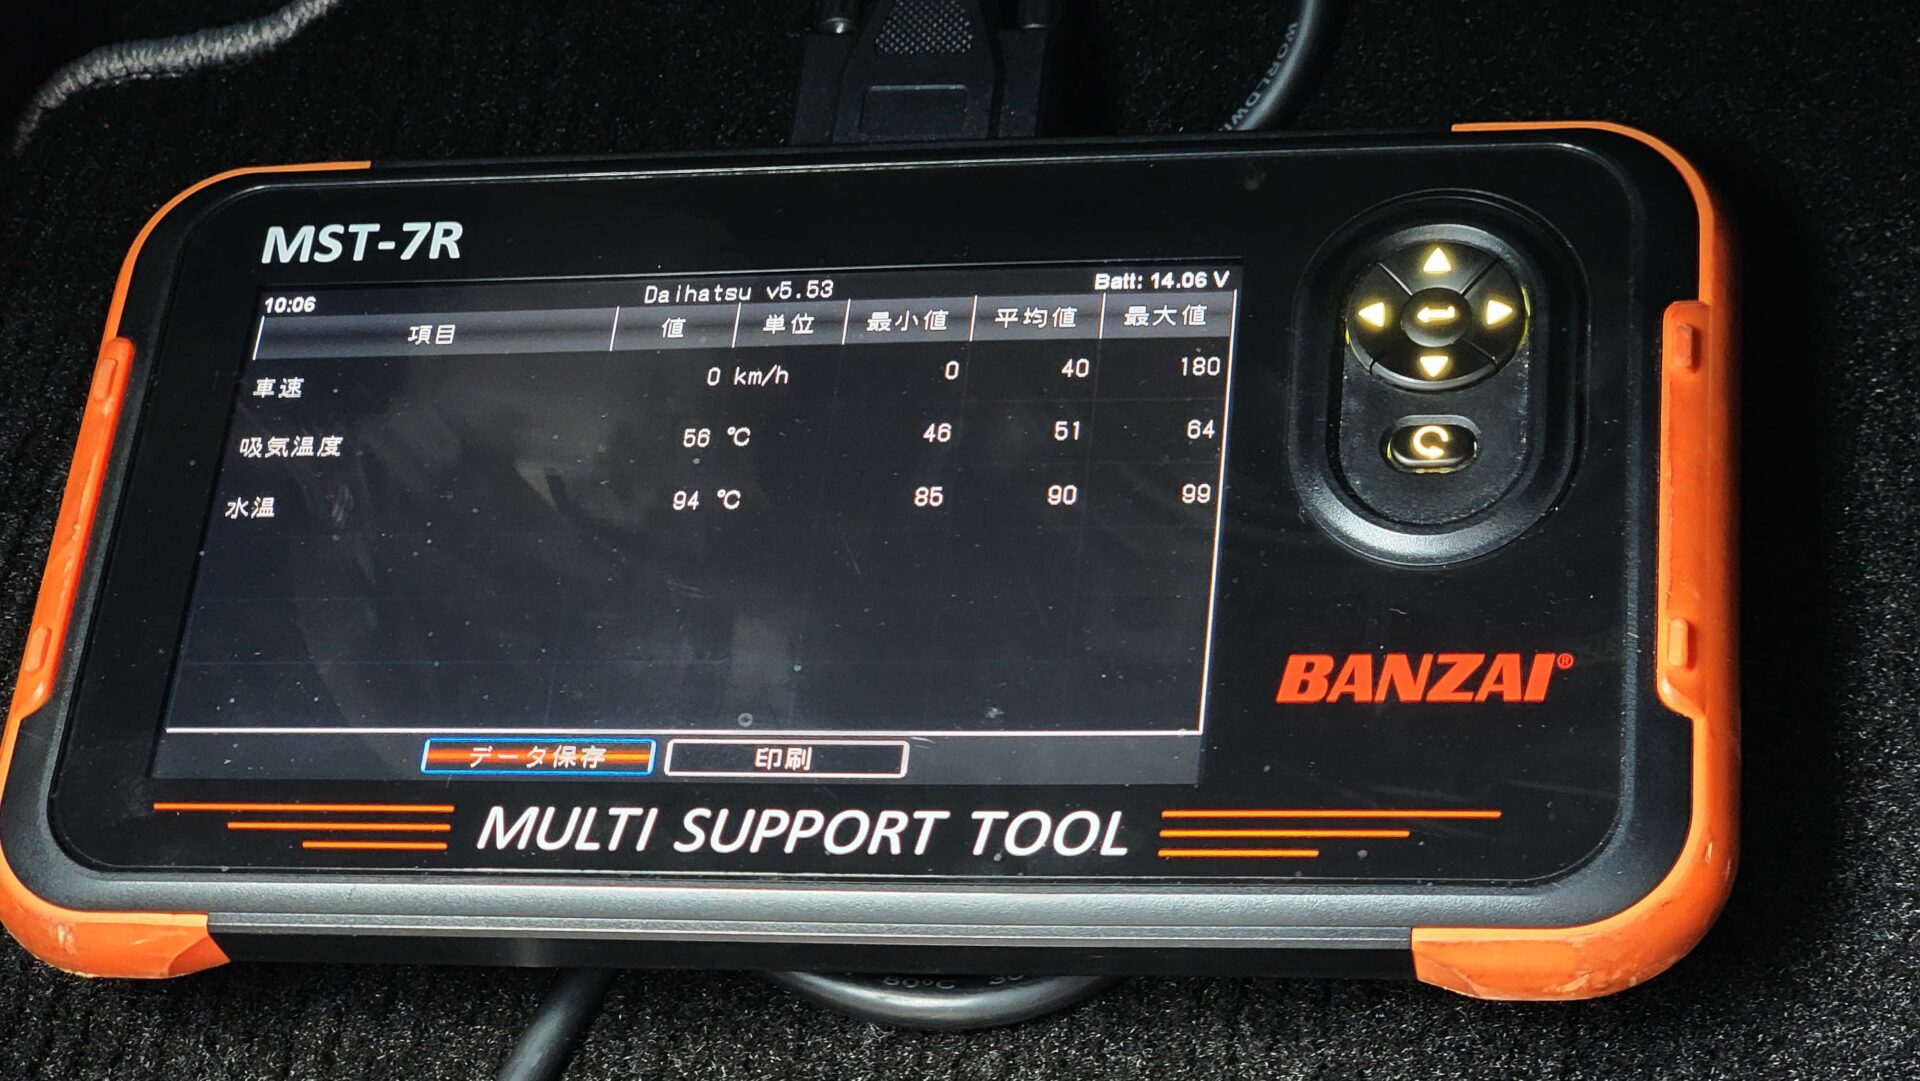 WORLDWI
MST-7R
10:06 Daihatsu v5.53 Batt: 14.06 V
項目 値 単位 最小値 平均値 最大値
車速 0 km/h 0 40 180
吸気温度 56 ℃ 46 51 64
水温 94 ℃ 85 90 99
BANZAI®
データ保存 印刷
MULTI SUPPORT TOOL
60°C